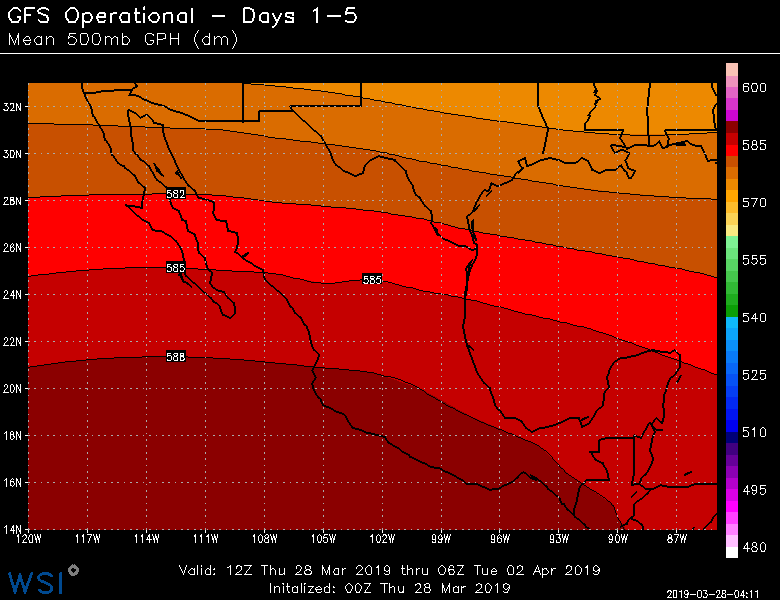 GFS Operational - Days 1-5
Mean 500mb GPH (dm)
32N
30N
28N
26N
24N
22N
20N
18N
16N
14N
582
585
585
588
600
585
570
555
540
525
510
495
480
120W 117W 114W 111W 108W 105W 102W 99W 96W 93W 90W 87W
Valid: 12Z Thu 28 Mar 2019 thru 06Z Tue 02 Apr 2019
Initalized: 00Z Thu 28 Mar 2019
WSI
2019-03-28-04:11